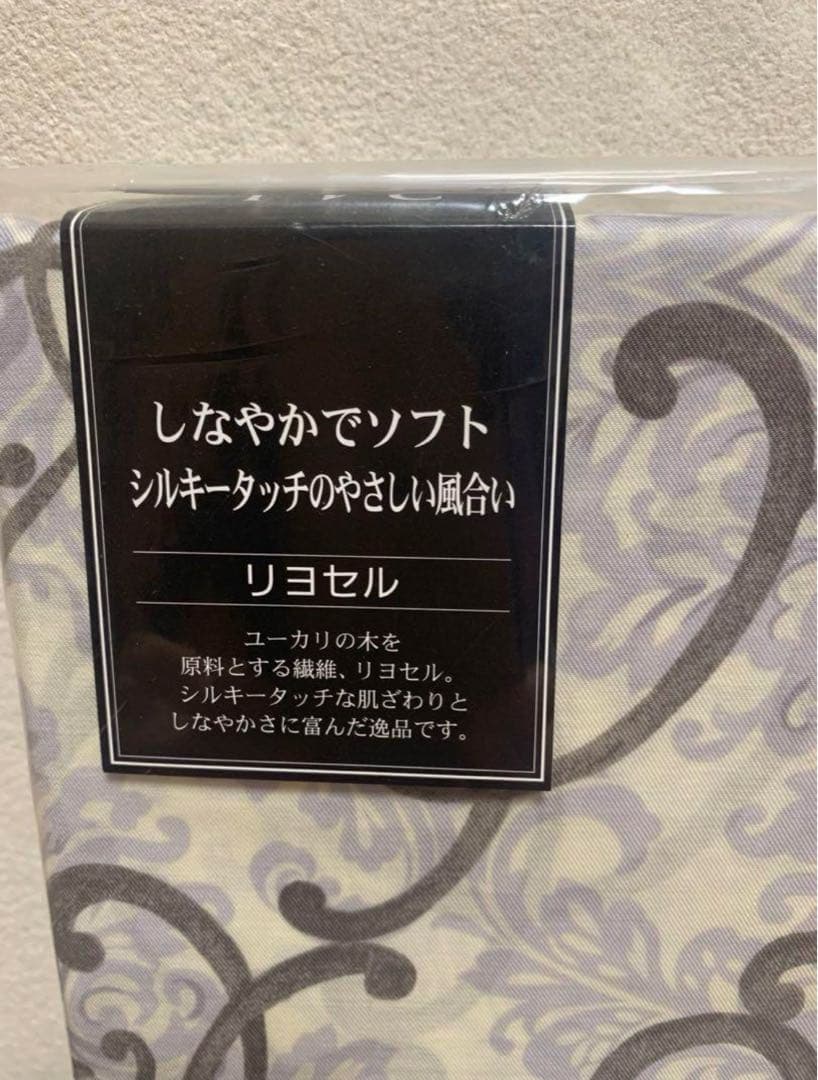 しなやかでソフト
シルキータッチのやさしい風合い
リヨセル
ユーカリの木を
原料とする繊維、リヨセル。
シルキータッチな肌ざわりと
しなやかさに富んだ逸品です。